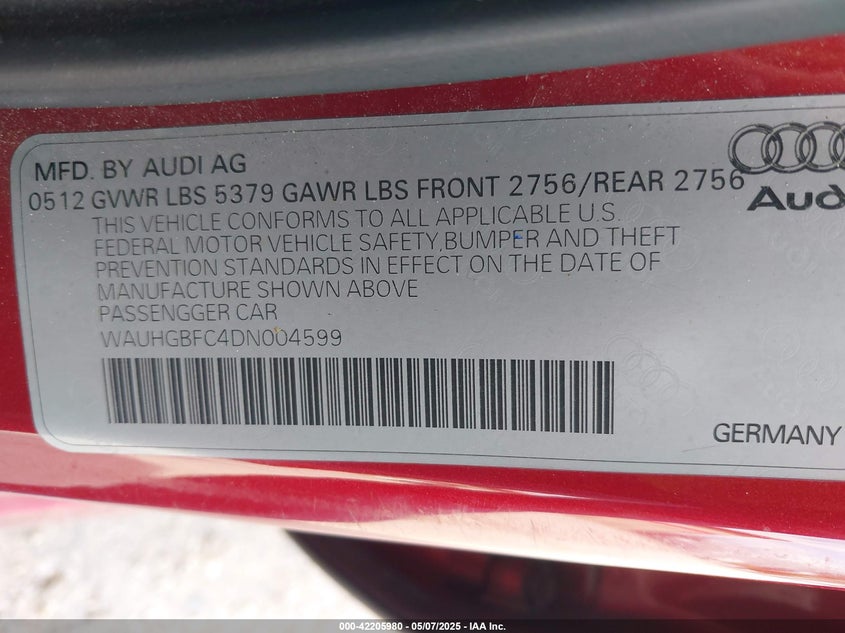 MFD. BY AUDI AG
0512 GVWR LBS 5379 GAWR LBS FRONT 2756/REAR 2756
THIS VEHICLE CONFORMS TO ALL APPLICABLE U.S.
FEDERAL MOTOR VEHICLE SAFETY,BUMPER AND THEFT
PREVENTION STANDARDS IN EFFECT ON THE DATE OF
MANUFACTURE SHOWN ABOVE
PASSENGGER CAR
WAUHGBFC4DN004599
Aud
GERMANY
000-42205980 - 05/07/2025 - IAA Inc.